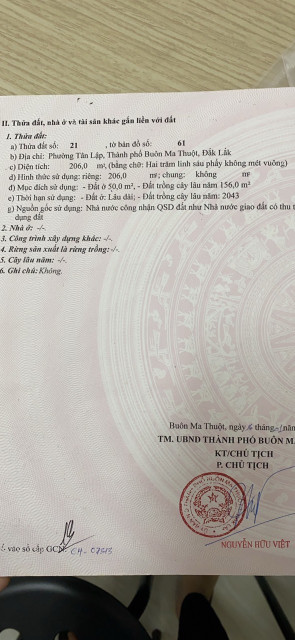 II. Thửa đất, nhà ở và tài sản khác gắn liền với đất
1. Thửa đất:
a) Thửa đất số: 21 , tờ bản đồ số: 61
b) Địa chỉ: Phường Tân Lập, Thành phố Buôn Ma Thuột, Đắk Lắk
c) Diện tích: 206,0 m², (bằng chữ: Hai trăm linh sáu phẩy không mét vuông)
d) Hình thức sử dụng: riêng: 206,0 m²; chung: không m²
đ) Mục đích sử dụng: - Đất ở 50,0 m², - Đất trồng cây lâu năm 156,0 m²
e) Thời hạn sử dụng: - Đất ở: Lâu dài; - Đất trồng cây lâu năm: 2043
g) Nguồn gốc sử dụng: Nhà nước công nhận QSD đất như Nhà nước giao đất có thu t
dụng đất
2. Nhà ở: -/-.
3. Công trình xây dựng khác: -/-.
4. Rừng sản xuất là rừng trồng: -/-.
5. Cây lâu năm: -/-.
6. Ghi chú: Không.
Buôn Ma Thuột, ngày tháng năm
TM. UBND THÀNH PHỐ BUÔN MA
KT/CHỦ TỊCH
P. CHỦ TỊCH
NGUYỄN HỮU VIỆT
vào sổ cấp GCN: CH-